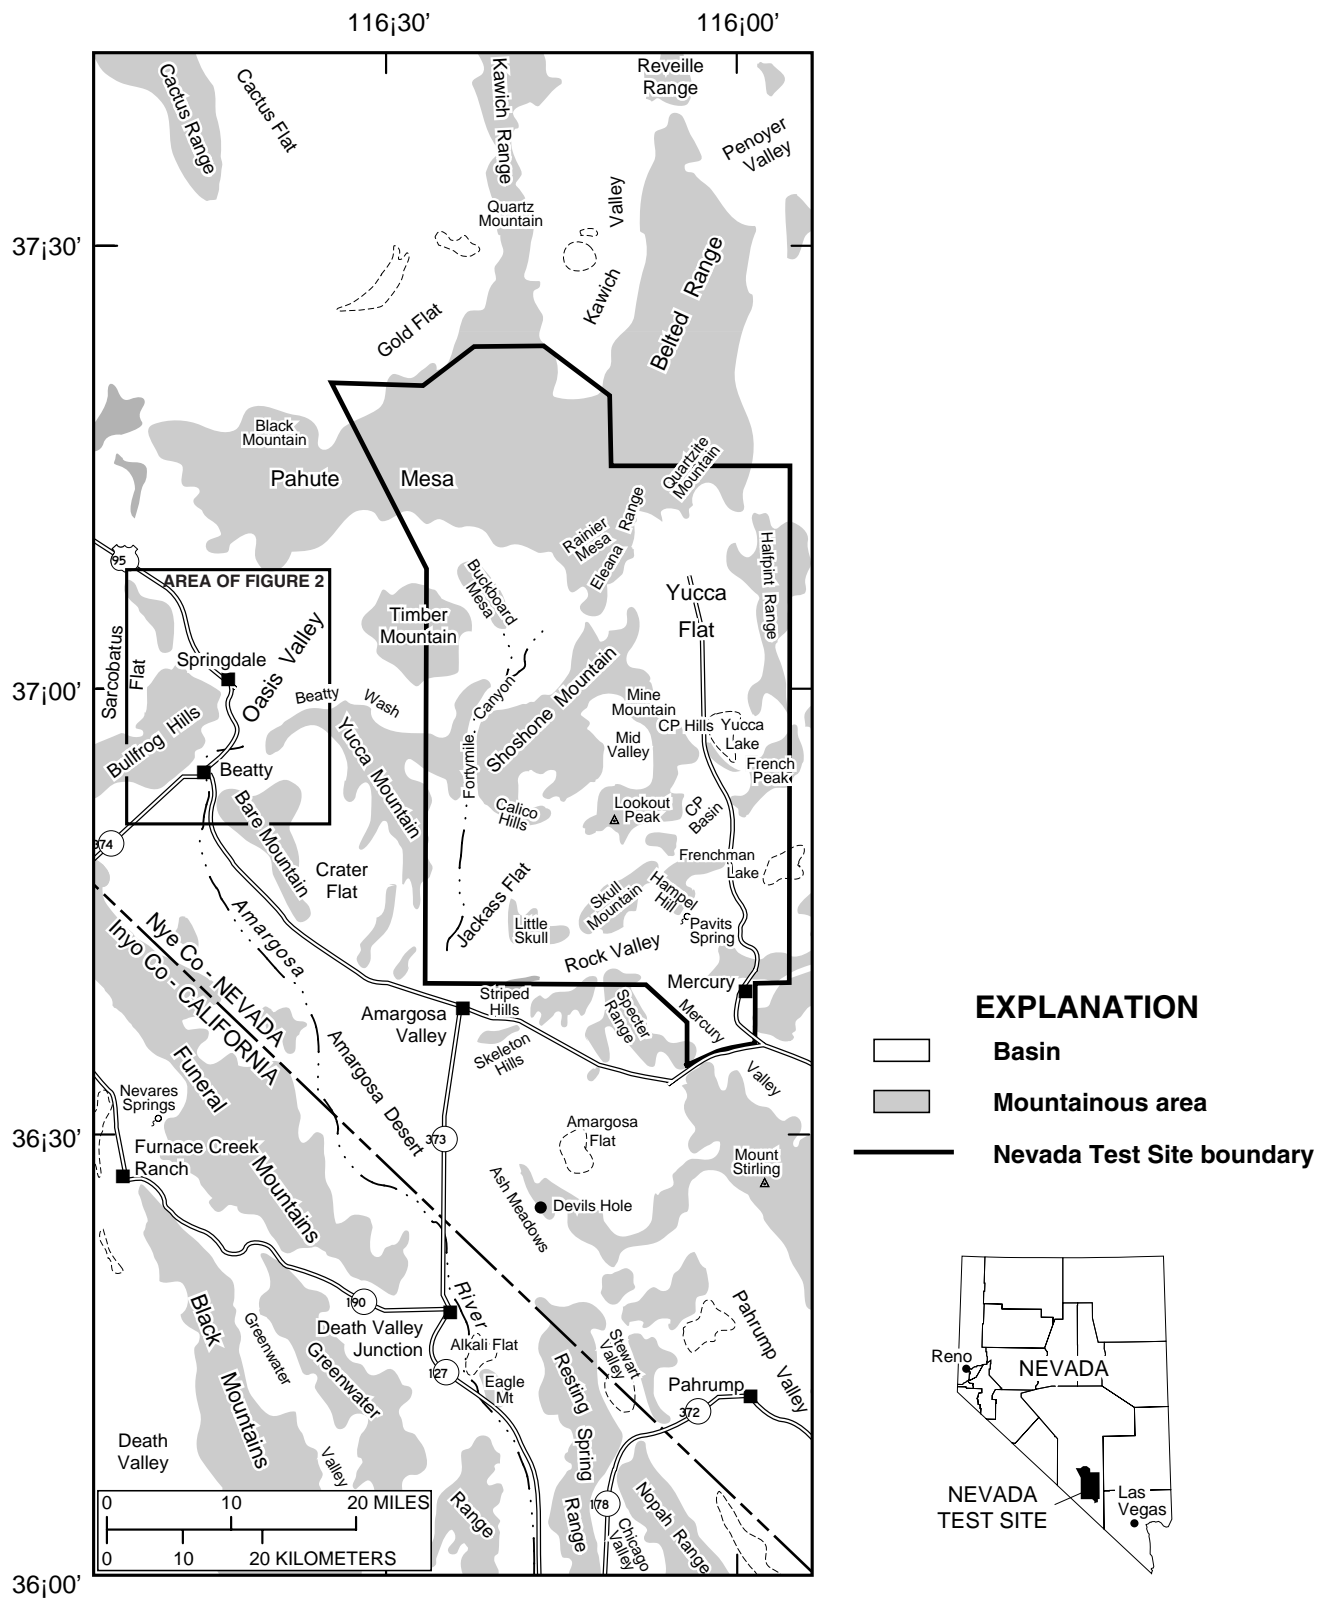 116¡30’
116¡00’
Cactus Range
Cactus Flat
Kawich Range
Reveille
Range
Penoyer
Valley
Quartz
Mountain
Kawich
Valley
37¡30’
Belted Range
Gold Flat
Black
Mountain
Pahute Mesa
Quartzite
Mountain
Rainier
Mesa
Eleana Range
Halfpint Range
95
AREA OF FIGURE 2
Buckboard
Mesa
Timber
Mountain
Yucca
Flat
Sarcobatus
Flat
Springdale
Oasis Valley
37¡00’
Beatty Wash
Fortymile Canyon
Shoshone Mountain
Mine
Mountain
CP Hills
Yucca
Lake
Mid
Valley
French
Peak
Bullfrog Hills
Beatty
Yucca Mountain
Bare Mountain
Calico
Hills
Lookout
Peak
CP
Basin
374
Crater
Flat
Frenchman
Lake
Jackass Flat
Skull
Mountain
Hampel
Hill
Little
Skull
Pavits
Spring
Rock Valley
Amargosa
Nye Co - NEVADA
Inyo Co - CALIFORNIA
Mercury
Striped
Hills
Amargosa
Valley
Specter
Range
Mercury
Valley
Skeleton
Hills
Amargosa Desert
Funeral
Mountains
Nevares
Springs
36¡30’
Furnace Creek
Ranch
373
Amargosa
Flat
Mount
Stirling
Ash Meadows
Devils Hole
190
River
Death Valley
Junction
Alkali Flat
127
Eagle
Mt
Black
Mountains
Greenwater
Greenwater
Valley
Resting Spring
Range
Stewart
Valley
Pahrump Valley
Pahrump
372
178
Death
Valley
Range
Chicago
Valley
Nopah Range
0 10 20 MILES
0 10 20 KILOMETERS
36¡00’
EXPLANATION
Basin
Mountainous area
Nevada Test Site boundary
Reno
NEVADA
NEVADA
TEST SITE
Las
Vegas